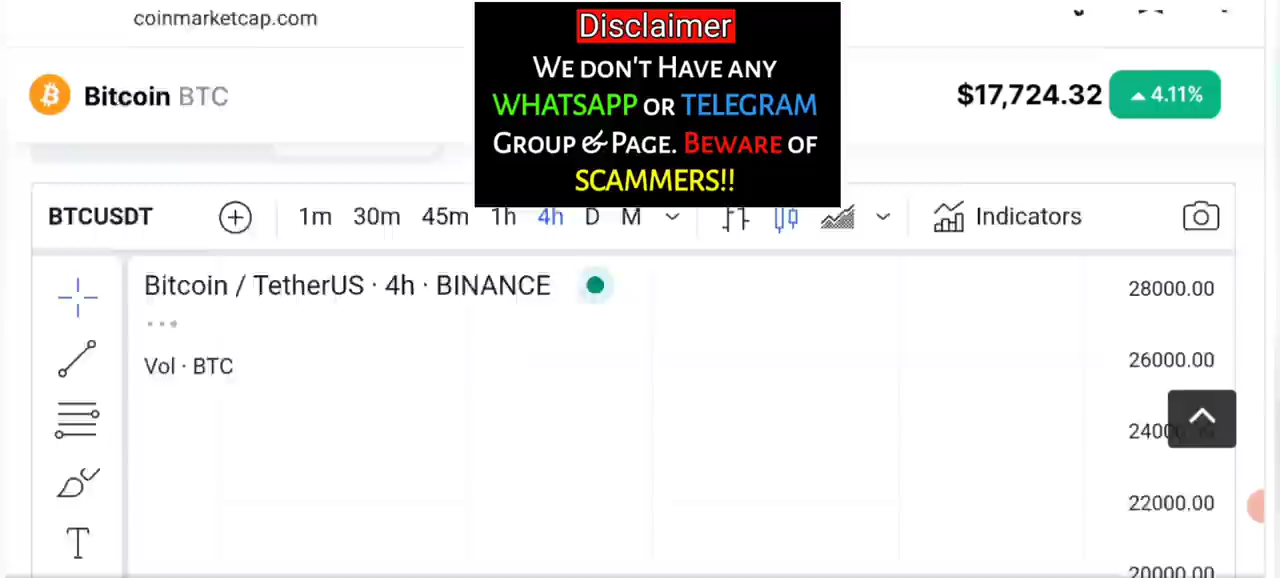 coinmarketcap.com
Disclaimer
WE DON'T HAVE ANY
WHATSAPP OR TELEGRAM
GROUP & PAGE. BEWARE OF
SCAMMERS!!
Bitcoin BTC
$17,724.32 4.11%
BTCUSDT 1m 30m 45m 1h 4h D M Indicators
Bitcoin / TetherUS · 4h · BINANCE
28000.00
Vol · BTC
26000.00
22000.00
20000.00